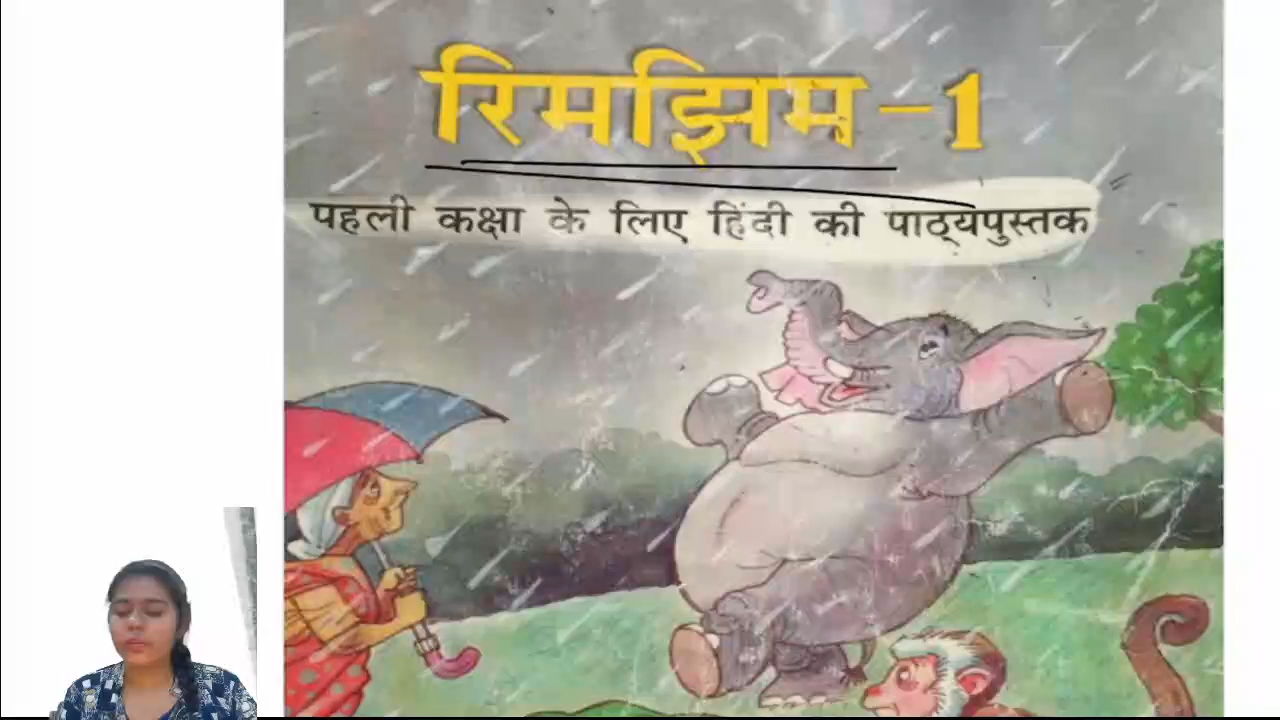 रिमझिम -1
पहली कक्षा के लिए हिंदी की पाठ्यपुस्तक